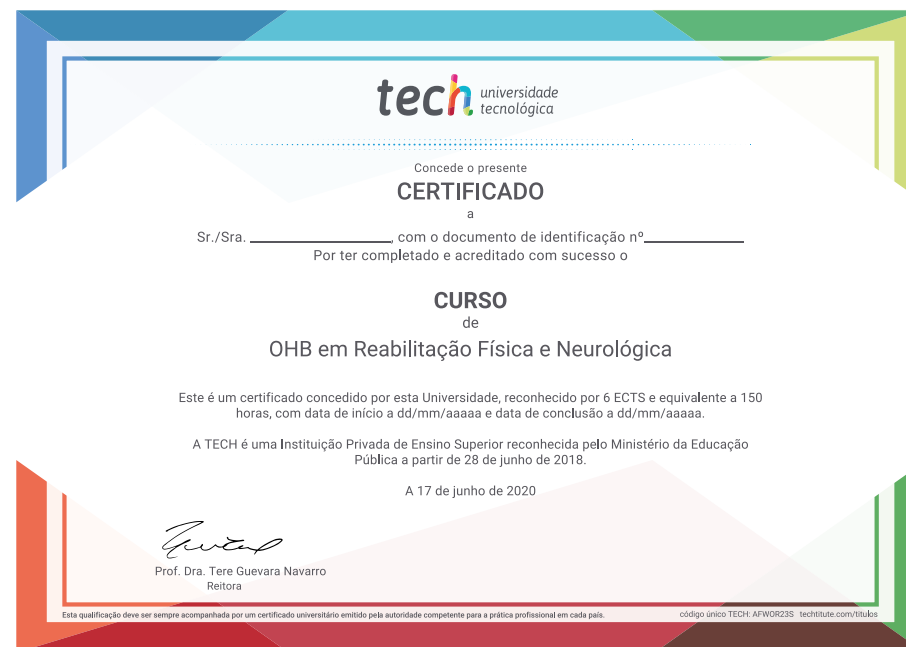 tech universidade
tecnológica
Concede o presente
CERTIFICADO
a
Sr./Sra. ________________, com o documento de identificação nº____________
Por ter completado e acreditado com sucesso o
CURSO
de
OHB em Reabilitação Física e Neurológica
Este é um certificado concedido por esta Universidade, reconhecido por 6 ECTS e equivalente a 150
horas, com data de início a dd/mm/aaaaa e data de conclusão a dd/mm/aaaaa.
A TECH é uma Instituição Privada de Ensino Superior reconhecida pelo Ministério da Educação
Pública a partir de 28 de junho de 2018.
A 17 de junho de 2020
Prof. Dra. Tere Guevara Navarro
Reitora
Esta qualificação deve ser sempre acompanhada por um certificado universitário emitido pela autoridade competente para a prática profissional em cada país.
código único TECH: AFWOR23S techtitute.com/titulos